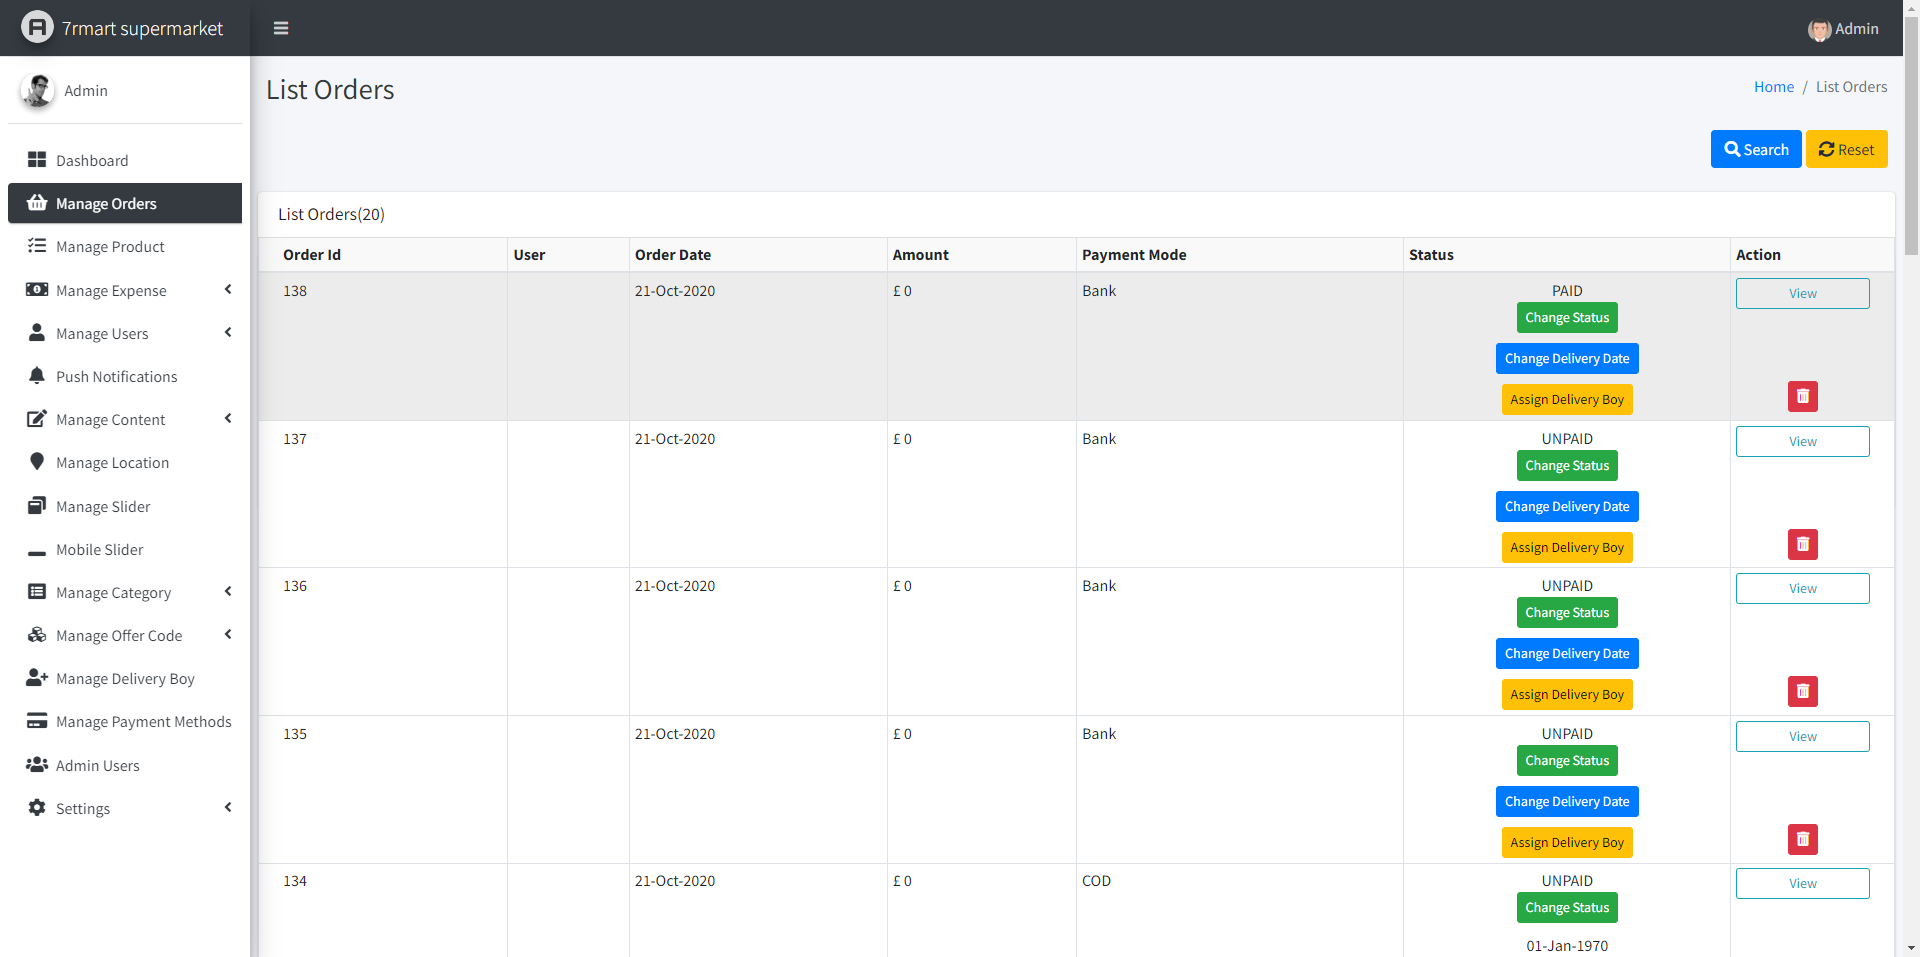 7rmart supermarket
Admin
Admin
Dashboard
Manage Orders
Manage Product
Manage Expense
Manage Users
Push Notifications
Manage Content
Manage Location
Manage Slider
Mobile Slider
Manage Category
Manage Offer Code
Manage Delivery Boy
Manage Payment Methods
Admin Users
Settings
List Orders
Home / List Orders
Search Reset
List Orders(20)
Order Id User Order Date Amount Payment Mode Status Action
138 21-Oct-2020 £ 0 Bank PAID View
Change Status
Change Delivery Date
Assign Delivery Boy
137 21-Oct-2020 £ 0 Bank UNPAID View
Change Status
Change Delivery Date
Assign Delivery Boy
136 21-Oct-2020 £ 0 Bank UNPAID View
Change Status
Change Delivery Date
Assign Delivery Boy
135 21-Oct-2020 £ 0 Bank UNPAID View
Change Status
Change Delivery Date
Assign Delivery Boy
134 21-Oct-2020 £ 0 COD UNPAID View
Change Status
01-Jan-1970